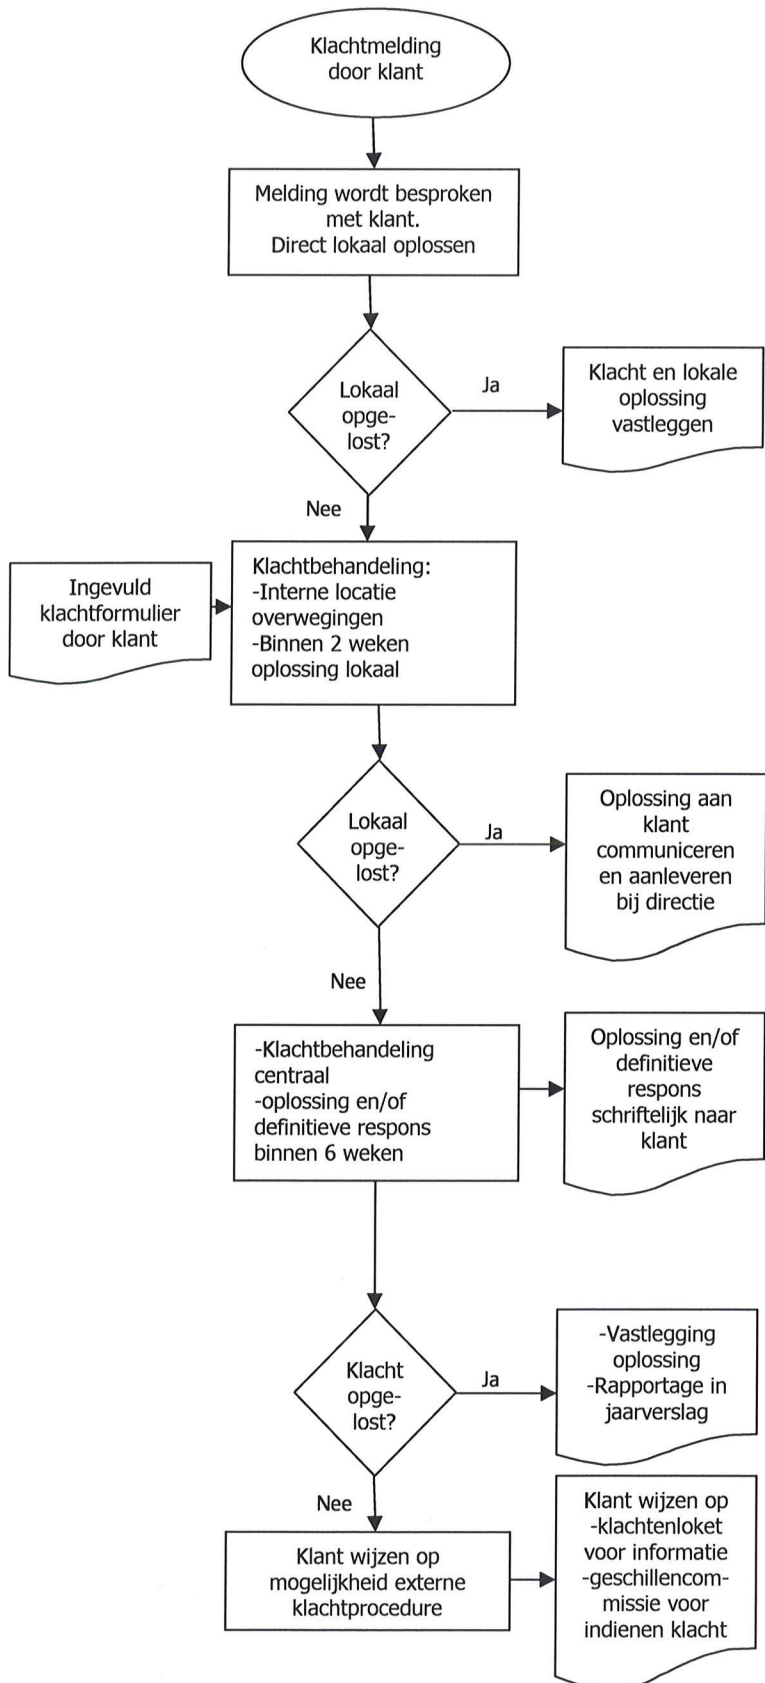 Klachtmelding
door klant
Melding wordt besproken
met klant.
Direct lokaal oplossen
Lokaal
opge-
lost?
Ja
Klacht en lokale
oplossing
vastleggen
Nee
Ingevuld
klachtformulier
door klant
Klachtbehandeling:
-Interne locatie
overwegingen
-Binnen 2 weken
oplossing lokaal
Lokaal
opge-
lost?
Ja
Oplossing aan
klant
communiceren
en aanleveren
bij directie
Nee
-Klachtbehandeling
centraal
-oplossing en/of
definitieve respons
binnen 6 weken
Oplossing en/of
definitieve
respons
schriftelijk naar
klant
Klacht
opge-
lost?
Ja
-Vastlegging
oplossing
-Rapportage in
jaarverslag
Nee
Klant wijzen op
mogelijkheid externe
klachtprocedure
Klant wijzen op
-klachtenloket
voor informatie
-geschillencom-
missie voor
indienen klacht